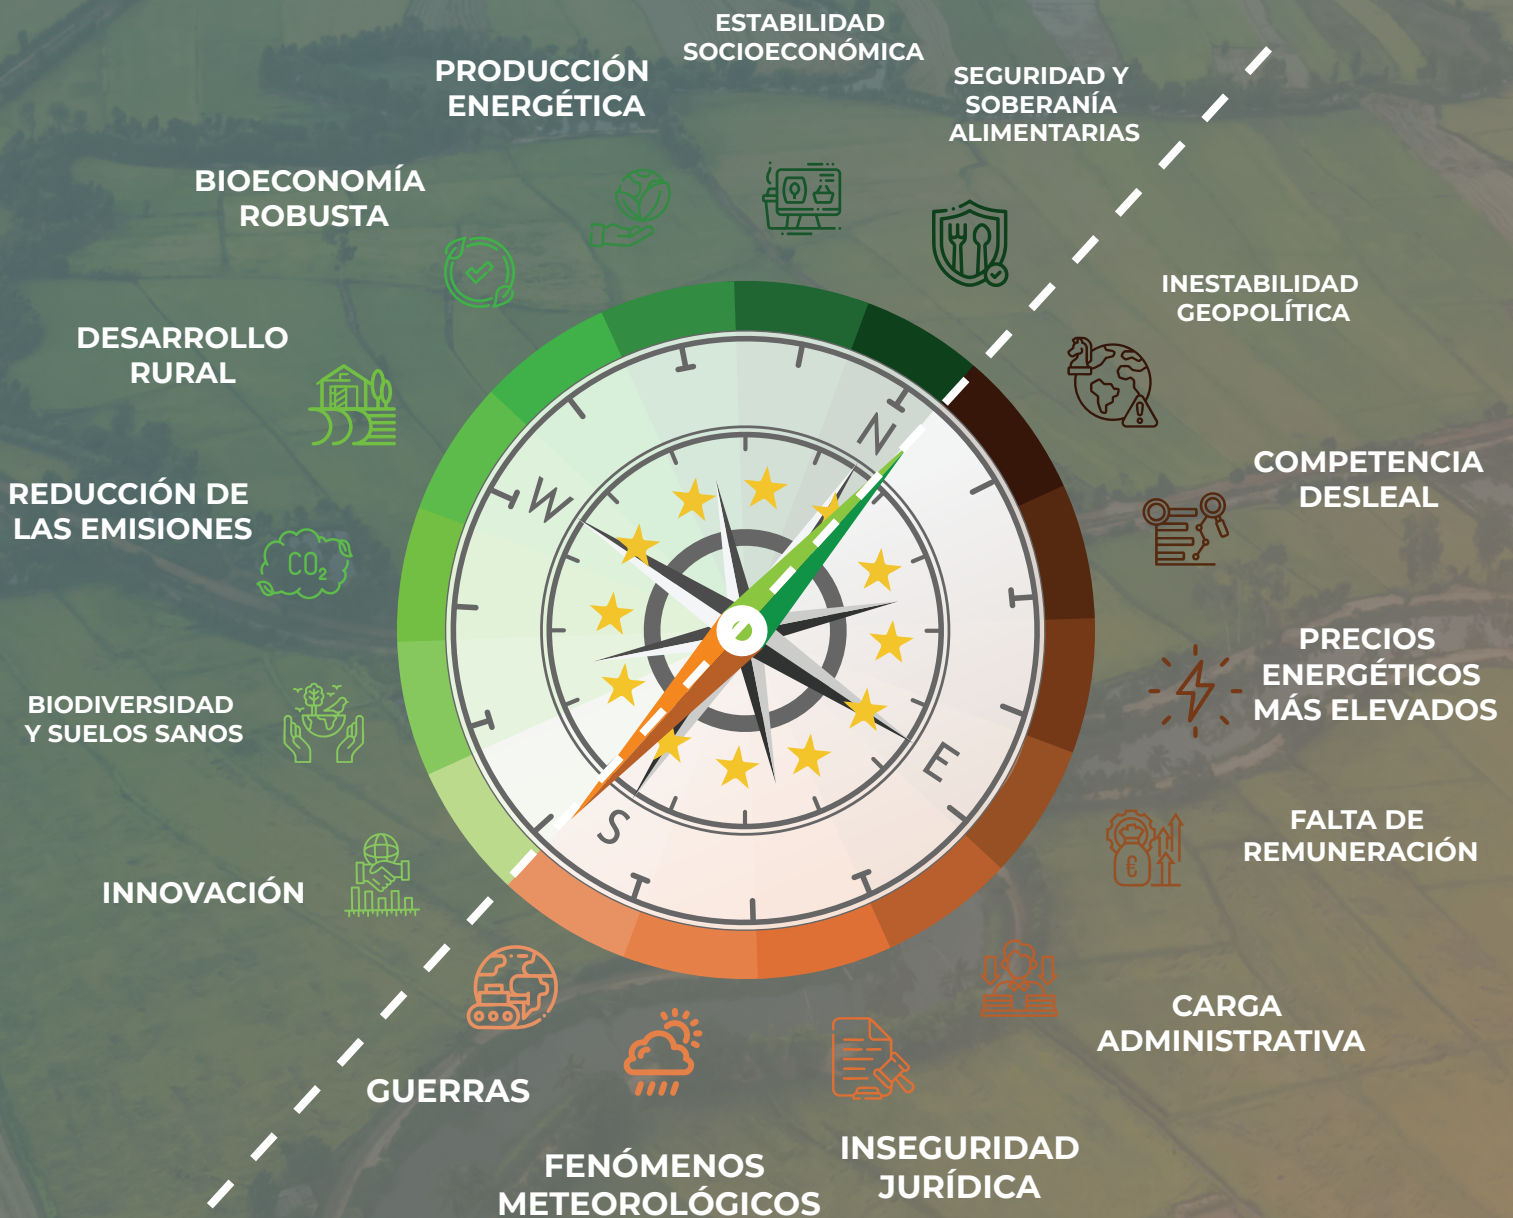 ESTABILIDAD
SOCIOECONÓMICA
PRODUCCIÓN
ENERGÉTICA
SEGURIDAD Y
SOBERANÍA
ALIMENTARIAS
BIOECONOMÍA
ROBUSTA
INESTABILIDAD
GEOPOLÍTICA
DESARROLLO
RURAL
COMPETENCIA
DESLEAL
REDUCCIÓN DE
LAS EMISIONES
CO₂
PRECIOS
ENERGÉTICOS
MÁS ELEVADOS
BIODIVERSIDAD
Y SUELOS SANOS
FALTA DE
REMUNERACIÓN
€
INNOVACIÓN
CARGA
ADMINISTRATIVA
GUERRAS
INSEGURIDAD
JURÍDICA
FENÓMENOS
METEOROLÓGICOS
N
W
E
S